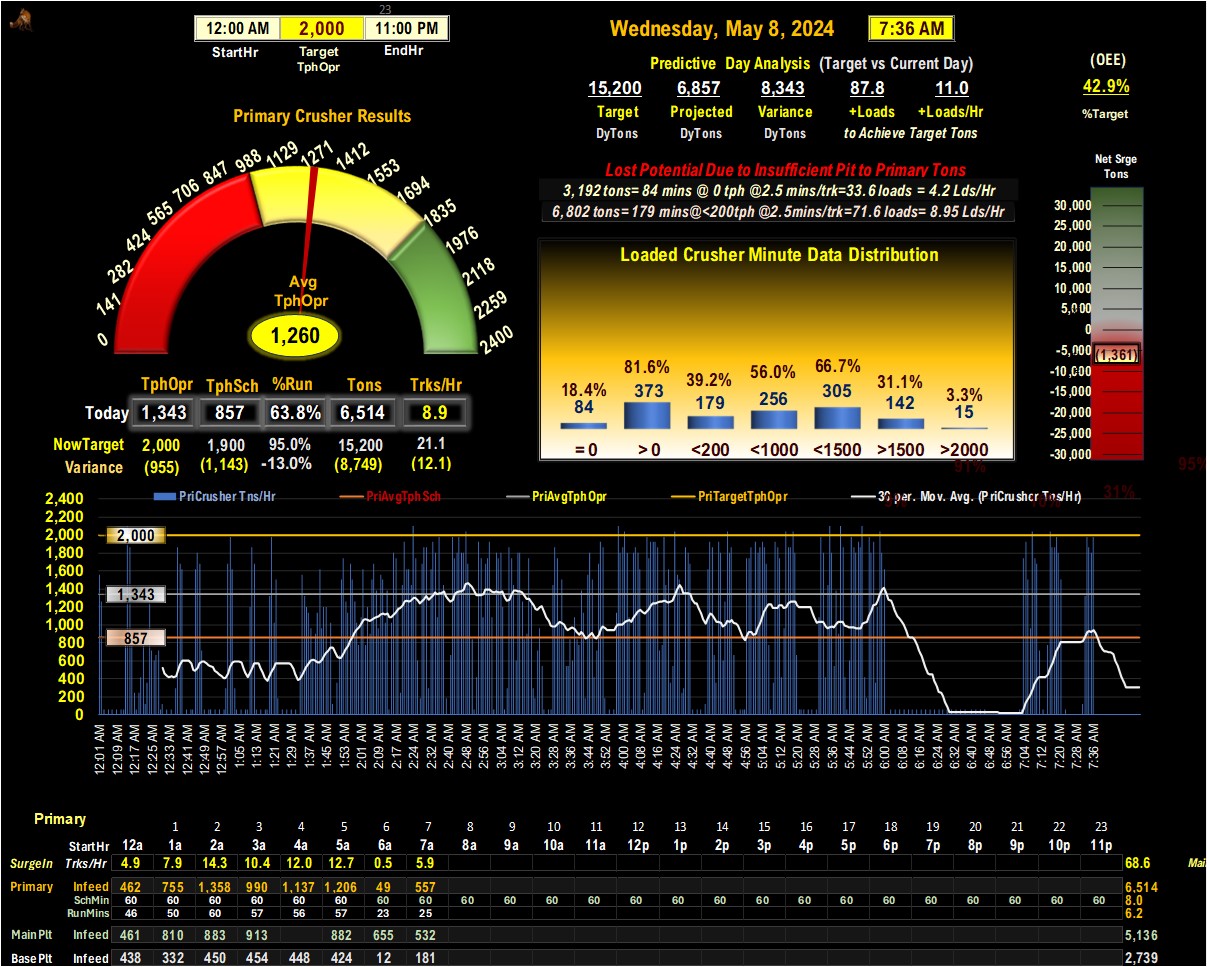 23
12:00 AM 2,000 11:00 PM
StartHr Target EndHr
TphOpr
Wednesday, May 8, 2024 7:36 AM
Predictive Day Analysis (Target vs Current Day)
15,200 6,857 8,343 87.8 11.0
Target Projected Variance +Loads +Loads/Hr
DyTons DyTons DyTons to Achieve Target Tons
(OEE)
42.9%
%Target
Primary Crusher Results
0 141 282 424 565 706 847 988 1129 1271 1412 1553 1694 1835 1976 2118 2259 2400
Avg
TphOpr
1,260
Lost Potential Due to Insufficient Pit to Primary Tons
3,192 tons= 84 mins @ 0 tph @2.5 mins/trk=33.6 loads = 4.2 Lds/Hr
6,802 tons= 179 mins@<200tph @2.5mins/trk=71.6 loads= 8.95 Lds/Hr
Net Srge
Tons
30,000
25,000
20,000
15,000
10,000
5,000
0
-5,000
(1,361)
-10,000
-15,000
-20,000
-25,000
-30,000
Loaded Crusher Minute Data Distribution
18.4% 81.6% 39.2% 56.0% 66.7% 31.1% 3.3%
84 373 179 256 305 142 15
= 0 > 0 <200 <1000 <1500 >1500 >2000
TphOpr TphSch %Run Tons Trks/Hr
Today 1,343 857 63.8% 6,514 8.9
NowTarget 2,000 1,900 95.0% 15,200 21.1
Variance (955) (1,143) -13.0% (8,749) (12.1)
91%
95%
31%
PriCrusher Tns/Hr PriAvgTphSch PriAvgTphOpr PriTargetTphOpr 30 per. Mov. Avg. (PriCrusher Tns/Hr)
2,400
2,200
2,000
1,800
1,600
1,400
1,200
1,000
800
600
400
200
0
2,000
1,343
857
12:01 AM 12:09 AM 12:17 AM 12:25 AM 12:33 AM 12:41 AM 12:49 AM 12:57 AM 1:05 AM 1:13 AM 1:21 AM 1:29 AM 1:37 AM 1:45 AM 1:53 AM 2:01 AM 2:09 AM 2:17 AM 2:24 AM 2:32 AM 2:40 AM 2:48 AM 2:56 AM 3:04 AM 3:12 AM 3:20 AM 3:28 AM 3:36 AM 3:44 AM 3:52 AM 4:00 AM 4:08 AM 4:16 AM 4:24 AM 4:32 AM 4:40 AM 4:48 AM 4:56 AM 5:04 AM 5:12 AM 5:20 AM 5:28 AM 5:36 AM 5:44 AM 5:52 AM 6:00 AM 6:08 AM 6:16 AM 6:24 AM 6:32 AM 6:40 AM 6:48 AM 6:56 AM 7:04 AM 7:12 AM 7:20 AM 7:28 AM 7:36 AM
Primary
1 2 3 4 5 6 7 8 9 10 11 12 13 14 15 16 17 18 19 20 21 22 23
StartHr 12a 1a 2a 3a 4a 5a 6a 7a 8a 9a 10a 11a 12p 1p 2p 3p 4p 5p 6p 7p 8p 9p 10p 11p
SurgeIn Trks/Hr 4.9 7.9 14.3 10.4 12.0 12.7 0.5 5.9 68.6
Primary Infeed 462 755 1,358 990 1,137 1,206 49 557 6,514
SchMin 60 60 60 60 60 60 60 60 60 60 60 60 60 60 60 60 60 60 60 60 60 60 60 60 8.0
RunMins 46 50 60 57 56 57 23 25 6.2
MainPlt Infeed 461 810 883 913 882 655 532 5,136
BasePlt Infeed 438 332 450 454 448 424 12 181 2,739